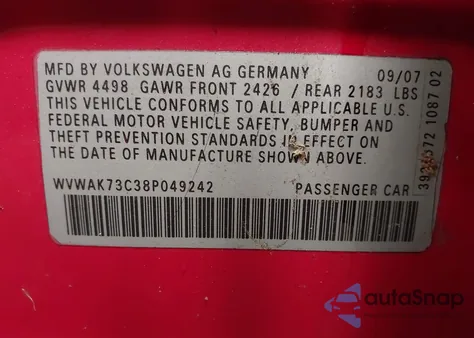 MFD BY VOLKSWAGEN AG GERMANY 09/07
GVWR 4498 GAWR FRONT 2426 / REAR 2183 LBS
THIS VEHICLE CONFORMS TO ALL APPLICABLE U.S.
FEDERAL MOTOR VEHICLE SAFETY, BUMPER AND
THEFT PREVENTION STANDARDS IN EFFECT ON
THE DATE OF MANUFACTURE SHOWN ABOVE.
WVWAK73C38P049242 PASSENGER CAR
1087 02
autoSnap